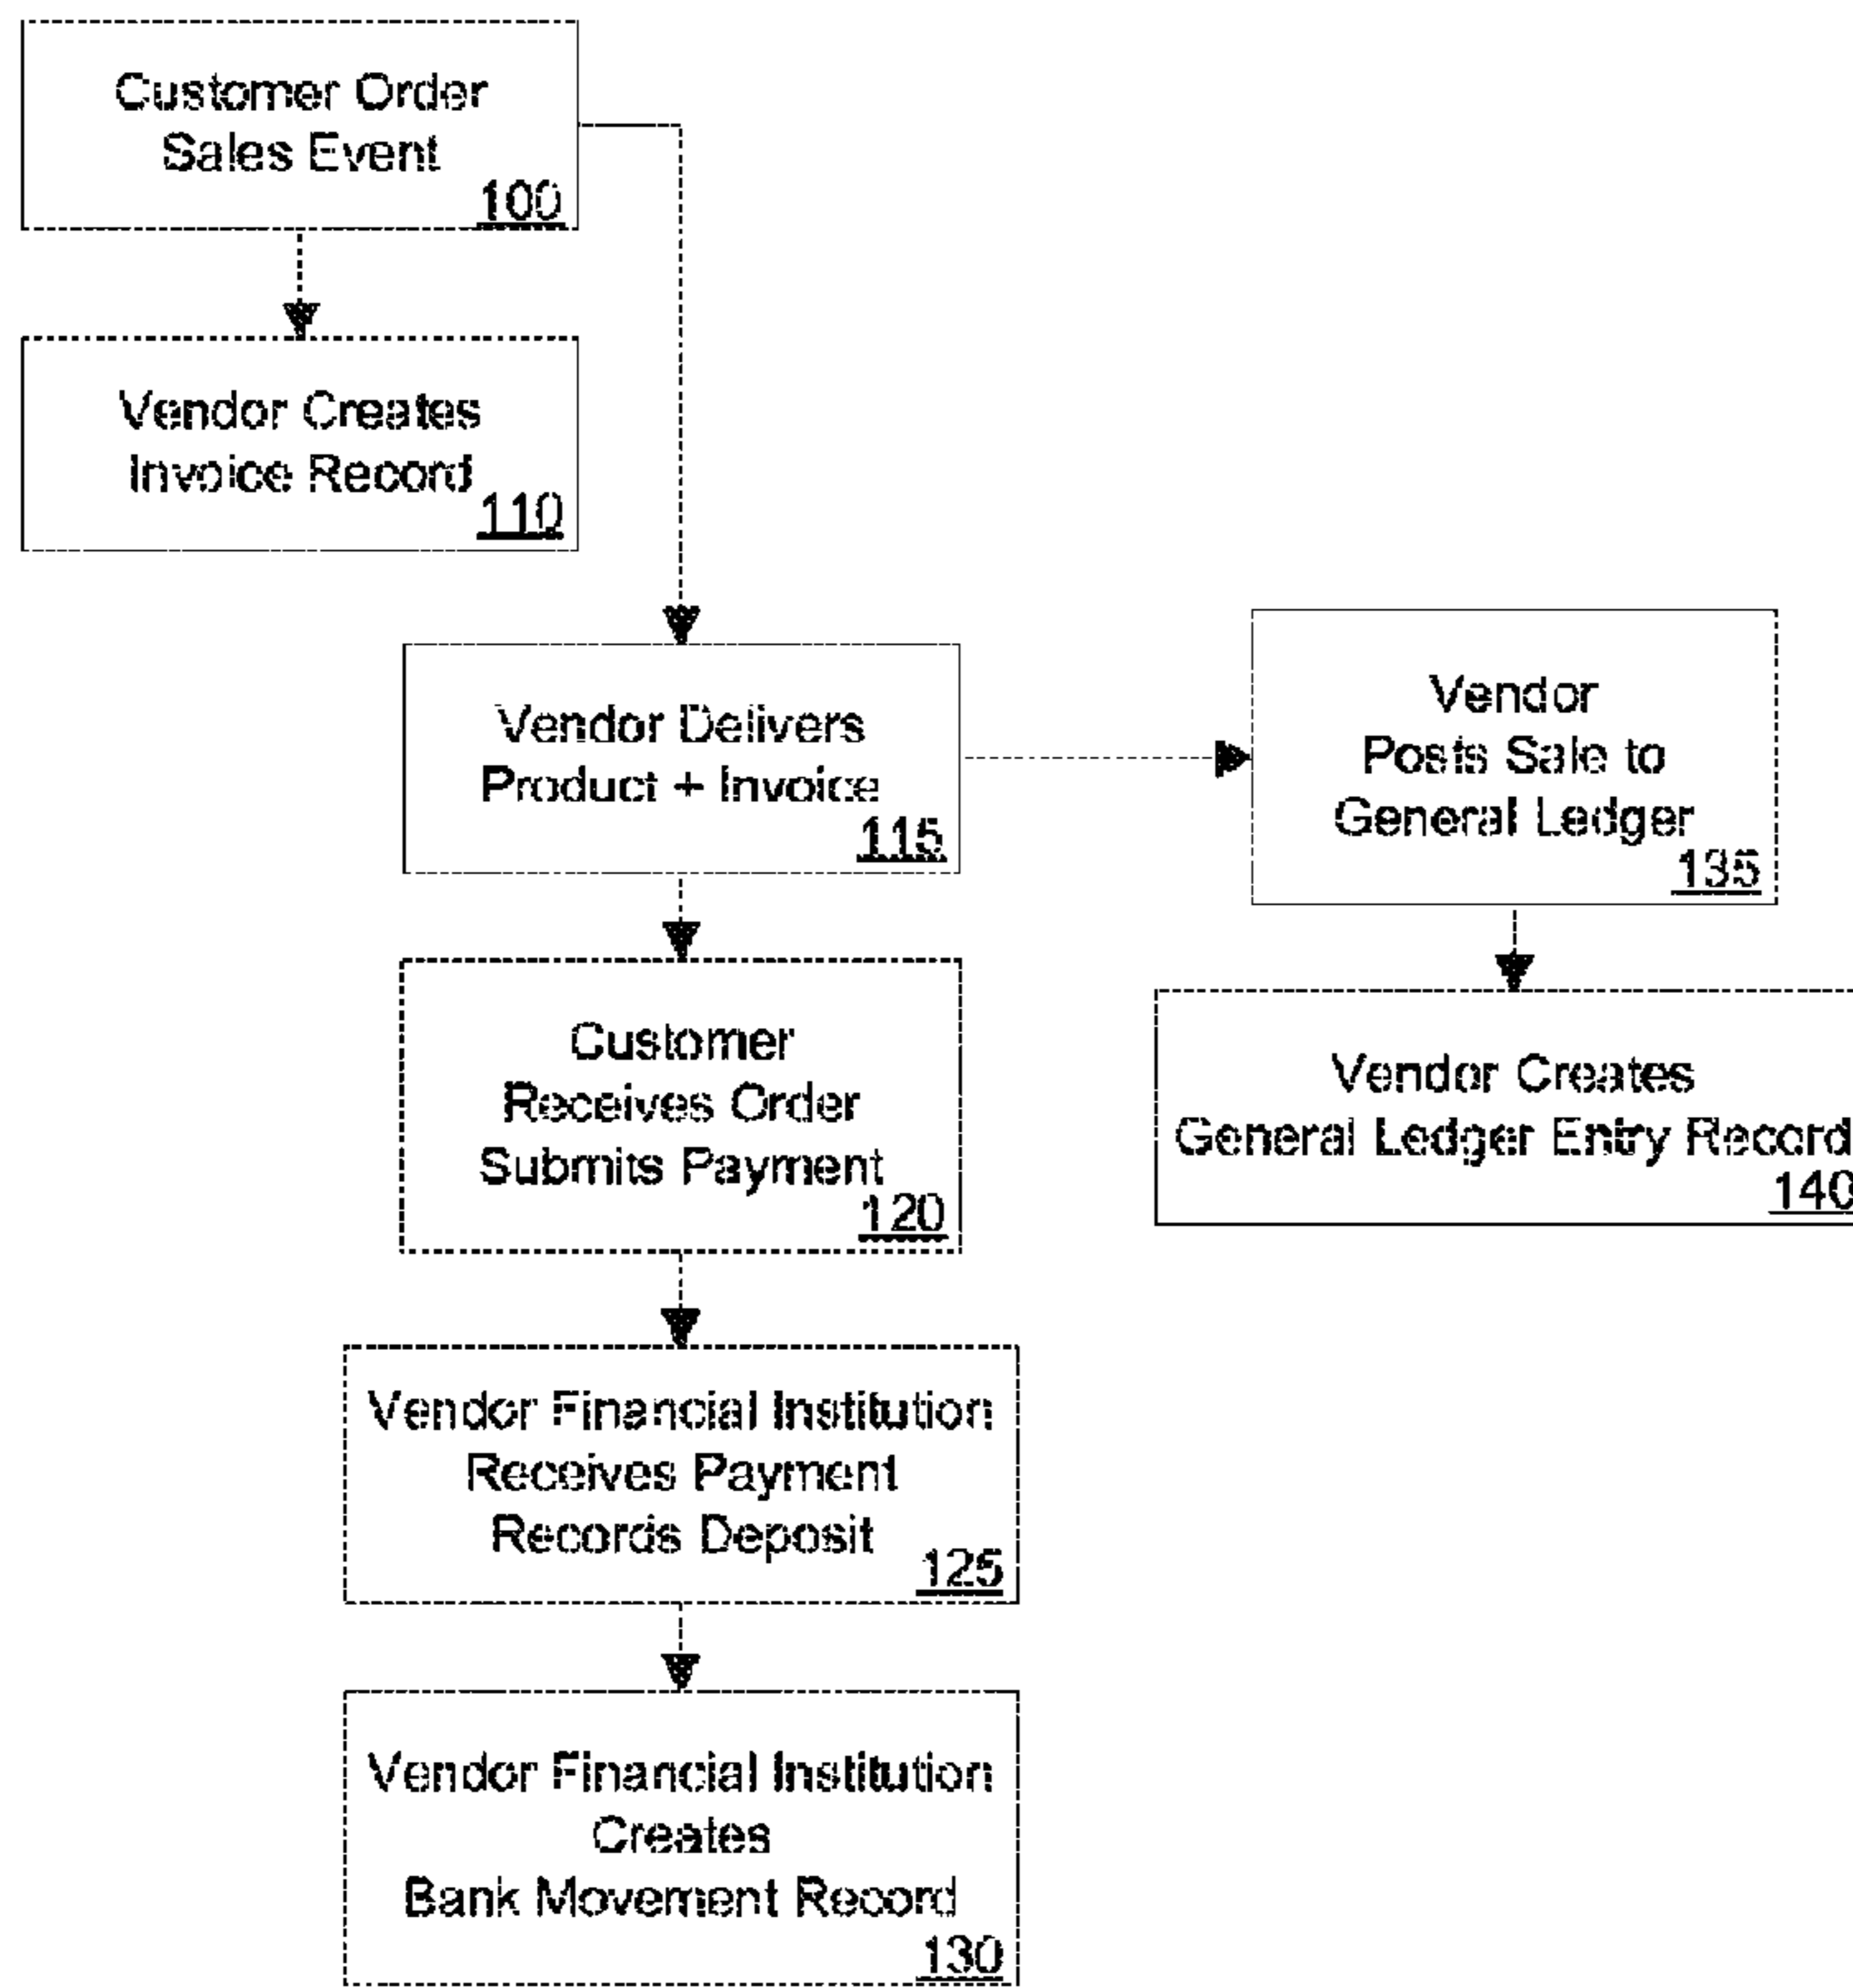 Customer Order
Sales Event
100
Vendor Creates
Invoice Record
110
Vendor Delivers
Product + Invoice
115
Vendor
Posts Sale to
General Ledger
135
Customer
Receives Order
Submits Payment
120
Vendor Creates
General Ledger Entry Record
140
Vendor Financial Institution
Receives Payment
Records Deposit
125
Vendor Financial Institution
Creates
Bank Movement Record
130